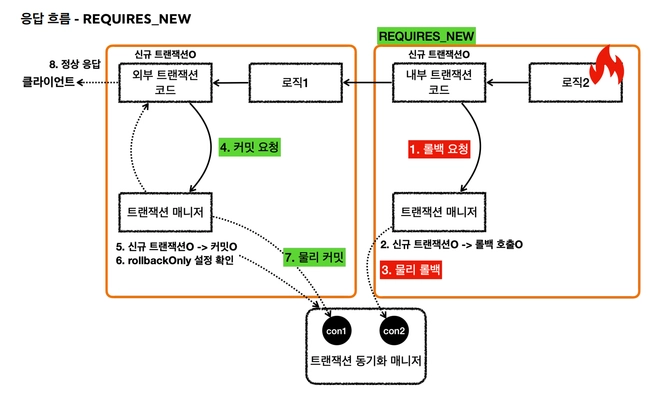 응답 흐름 - REQUIRES_NEW
REQUIRES_NEW
신규 트랜잭션O
신규 트랜잭션O
8. 정상 응답
클라이언트
외부 트랜잭션
코드
로직1
내부 트랜잭션
코드
로직2
4. 커밋 요청
1. 롤백 요청
트랜잭션 매니저
트랜잭션 매니저
5. 신규 트랜잭션O -> 커밋O
6. rollbackOnly 설정 확인
7. 물리 커밋
2. 신규 트랜잭션O -> 롤백 호출O
3. 물리 롤백
con1
con2
트랜잭션 동기화 매니저